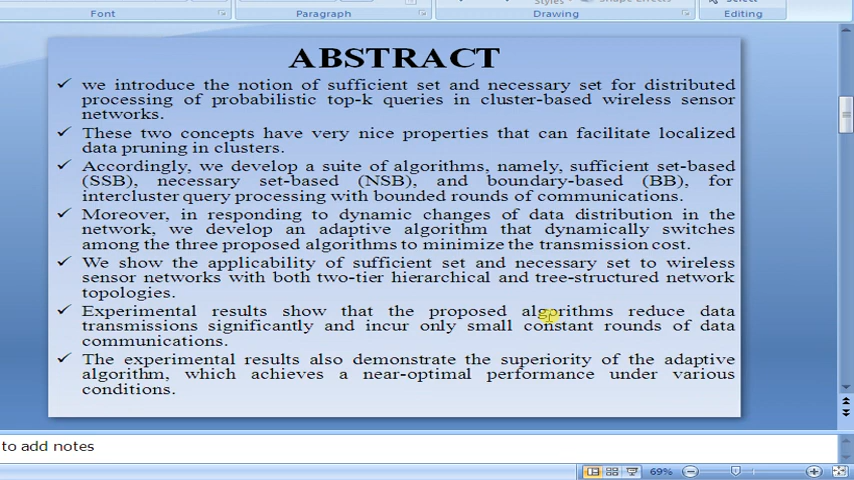 Font Paragraph Drawing Editing
ABSTRACT
✓ we introduce the notion of sufficient set and necessary set for distributed
processing of probabilistic top-k queries in cluster-based wireless sensor
networks.
✓ These two concepts have very nice properties that can facilitate localized
data pruning in clusters.
✓ Accordingly, we develop a suite of algorithms, namely, sufficient set-based
(SSB), necessary set-based (NSB), and boundary-based (BB), for
intercluster query processing with bounded rounds of communications.
✓ Moreover, in responding to dynamic changes of data distribution in the
network, we develop an adaptive algorithm that dynamically switches
among the three proposed algorithms to minimize the transmission cost.
✓ We show the applicability of sufficient set and necessary set to wireless
sensor networks with both two-tier hierarchical and tree-structured network
topologies.
✓ Experimental results show that the proposed algorithms reduce data
transmissions significantly and incur only small constant rounds of data
communications.
✓ The experimental results also demonstrate the superiority of the adaptive
algorithm, which achieves a near-optimal performance under various
conditions.
to add notes
69%